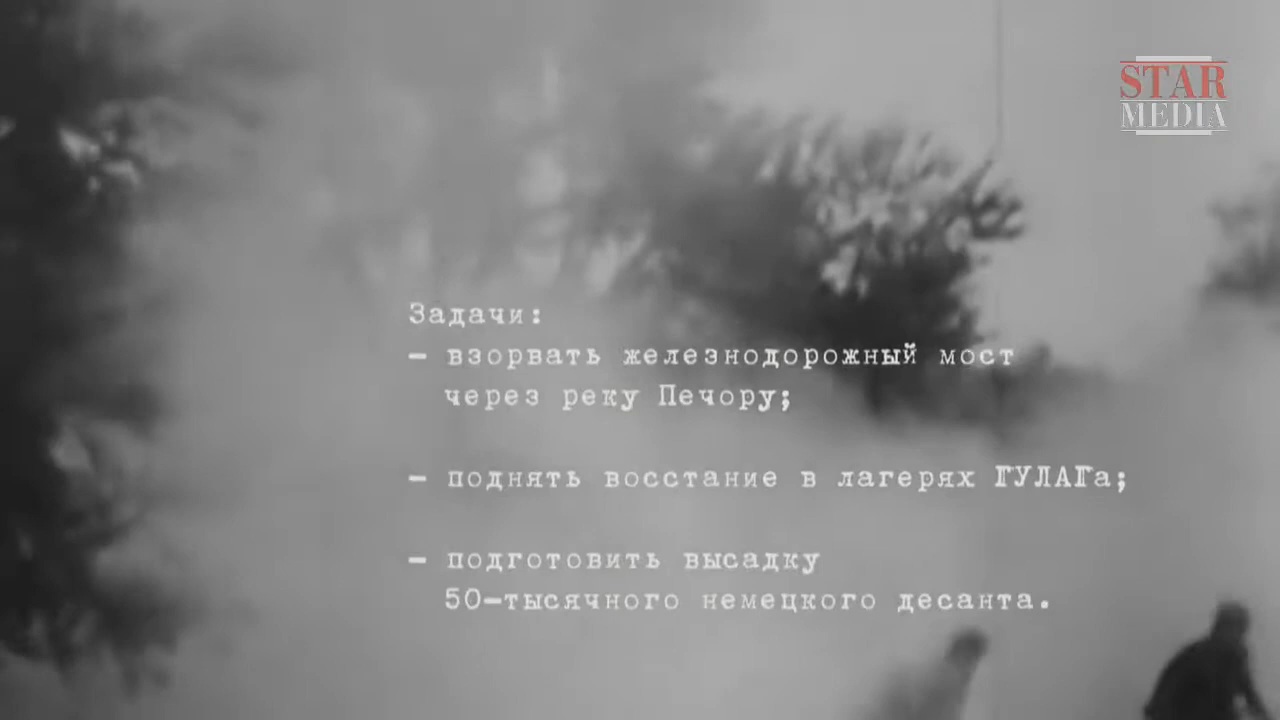 STAR
MEDIA
Задачи:
– взорвать железнодорожный мост
через реку Печору;
– поднять восстание в лагерях ГУЛАГа;
– подготовить высадку
50–тысячного немецкого десанта.